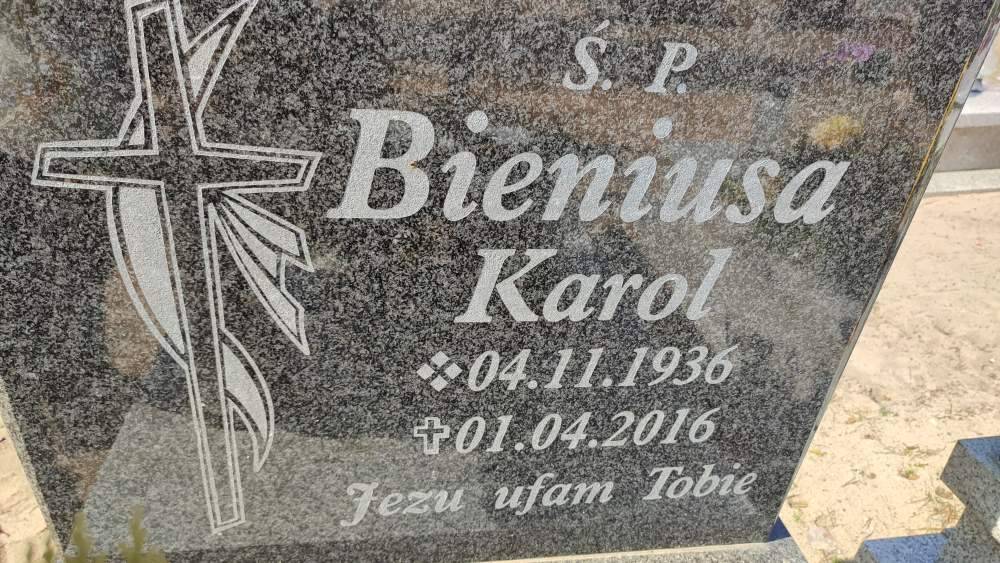 Ś. P.
Bieniusa
Karol
❖04.11.1936
✝01.04.2016
Jezu ufam Tobie